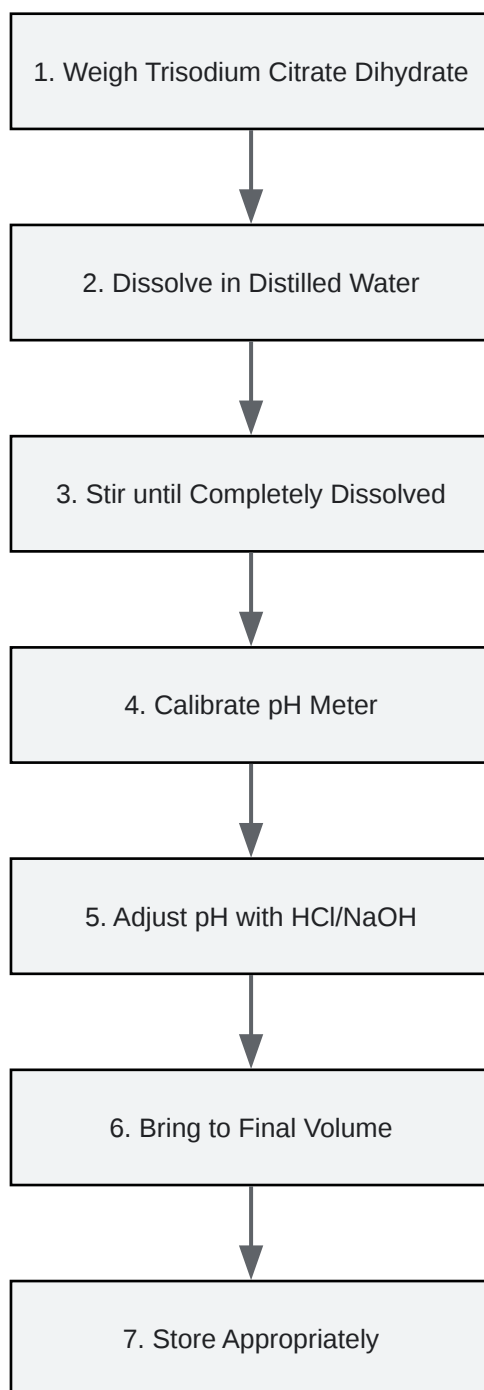 1. Weigh Trisodium Citrate Dihydrate
2. Dissolve in Distilled Water
3. Stir until Completely Dissolved
4. Calibrate pH Meter
5. Adjust pH with HCl/NaOH
6. Bring to Final Volume
7. Store Appropriately